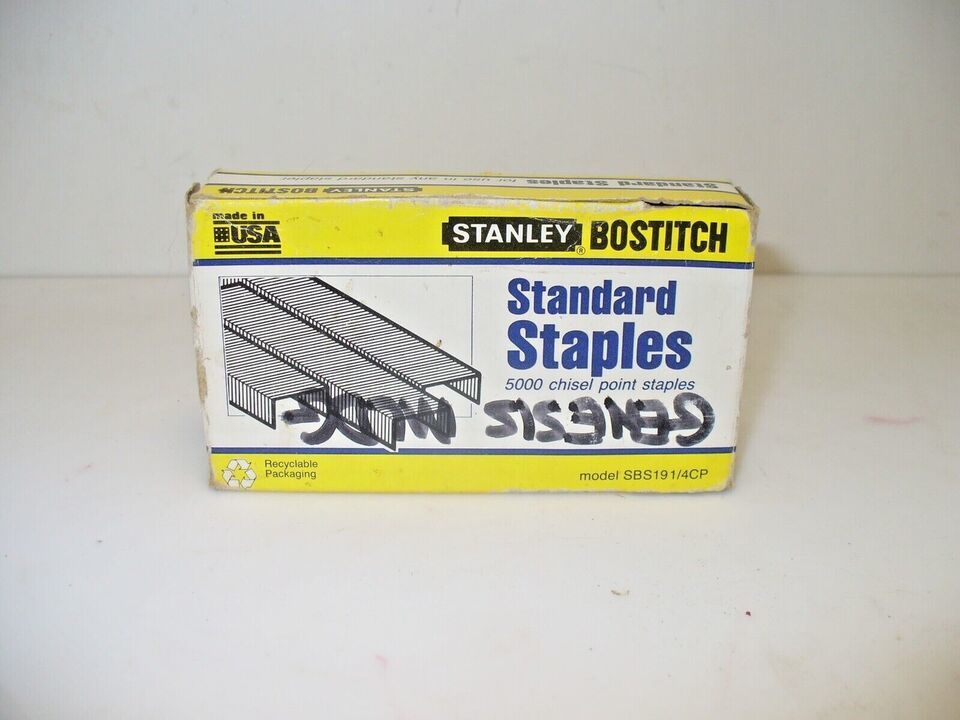 Standard Staples for use in any standard stapler
STANLEY BOSTITCH
made in
USA
STANLEY® BOSTITCH
Standard
Staples
5000 chisel point staples
GENESIS
Recyclable
Packaging
model SBS191/4CP